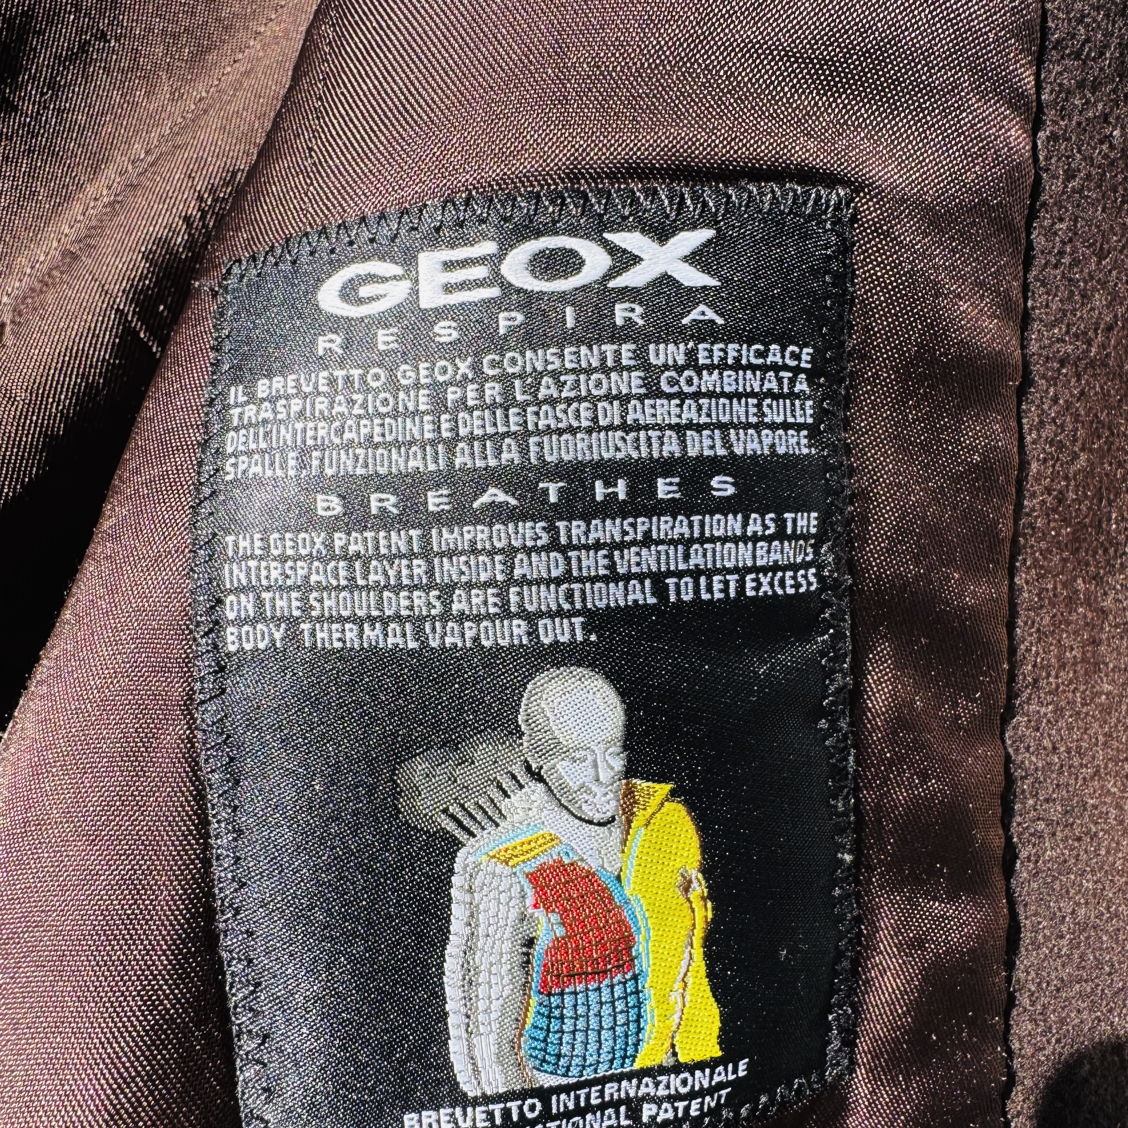 GEOX
RESPIRA
IL BREVETTO GEOX CONSENTE UN'EFFICACE
TRASPIRAZIONE PER L'AZIONE COMBINATA
DELL'INTERCAPEDINE E DELLE FASCE DI AEREAZIONE SULLE
SPALLE, FUNZIONALI ALLA FUORIUSCITA DEL VAPORE.
BREATHES
THE GEOX PATENT IMPROVES TRANSPIRATION AS THE
INTERSPACE LAYER INSIDE AND THE VENTILATION BANDS
ON THE SHOULDERS ARE FUNCTIONAL TO LET EXCESS
BODY THERMAL VAPOUR OUT.
BREVETTO INTERNAZIONALE
PATENT